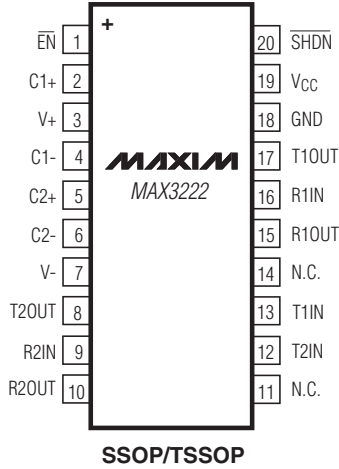 +
E̅N̅ 1
C1+ 2
V+ 3
C1- 4
C2+ 5
C2- 6
V- 7
T2OUT 8
R2IN 9
R2OUT 10
MAXIM
MAX3222
20 S̅H̅D̅N̅
19 VCC
18 GND
17 T1OUT
16 R1IN
15 R1OUT
14 N.C.
13 T1IN
12 T2IN
11 N.C.
SSOP/TSSOP